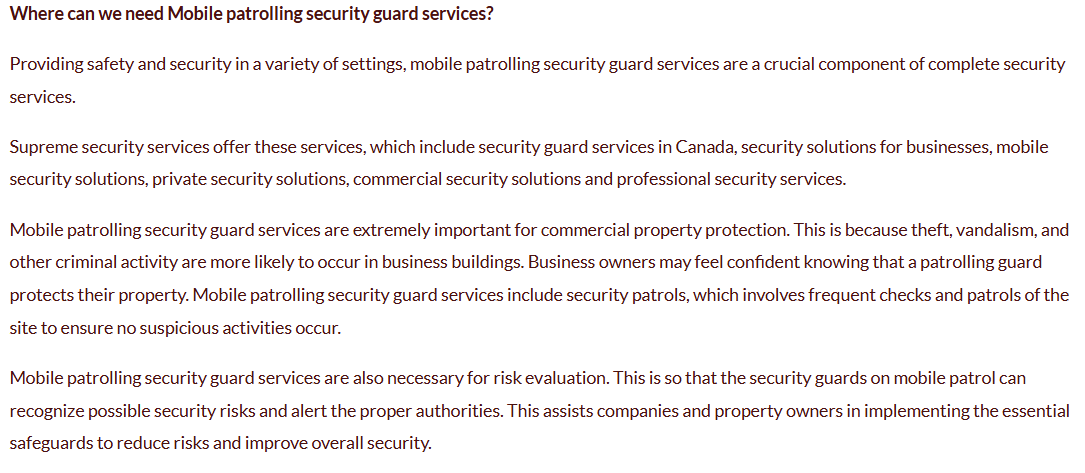 Where can we need Mobile patrolling security guard services?
Providing safety and security in a variety of settings, mobile patrolling security guard services are a crucial component of complete security
services.
Supreme security services offer these services, which include security guard services in Canada, security solutions for businesses, mobile
security solutions, private security solutions, commercial security solutions and professional security services.
Mobile patrolling security guard services are extremely important for commercial property protection. This is because theft, vandalism, and
other criminal activity are more likely to occur in business buildings. Business owners may feel confident knowing that a patrolling guard
protects their property. Mobile patrolling security guard services include security patrols, which involves frequent checks and patrols of the
site to ensure no suspicious activities occur.
Mobile patrolling security guard services are also necessary for risk evaluation. This is so that the security guards on mobile patrol can
recognize possible security risks and alert the proper authorities. This assists companies and property owners in implementing the essential
safeguards to reduce risks and improve overall security.